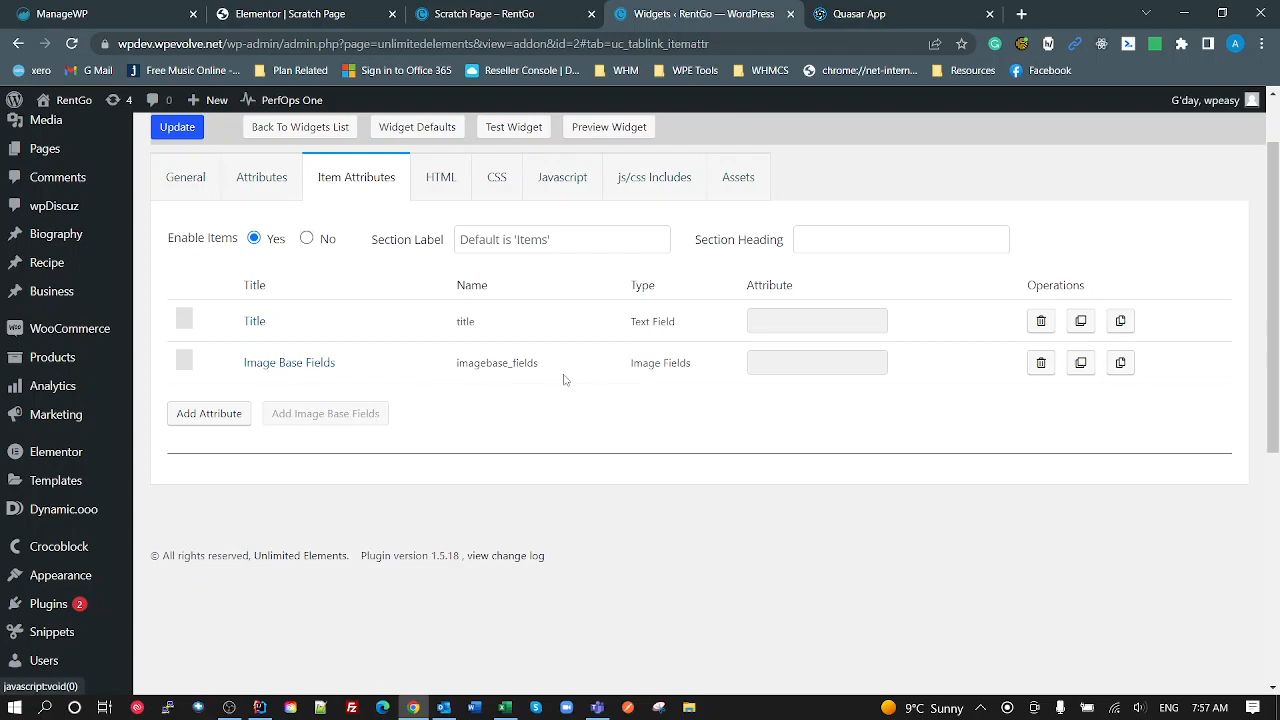 ManageWP
Elementor | Scratch Page
Scratch Page – RentGo
Widgets ‹ RentGo — WordPress
Quasar App
wpdev.wpevolve.net/wp-admin/admin.php?page=unlimitedelements&view=addon&id=2#tab=uc_tablink_itemattr
A
xero
G Mail
Free Music Online -...
Plan Related
Sign in to Office 365
Reseller Console | D...
WHM
WPE Tools
WHMCS
chrome://net-intern...
Resources
Facebook
RentGo
4
0
New
PerfOps One
G'day, wpeasy
Media
Pages
Comments
wpDiscuz
Biography
Recipe
Business
WooCommerce
Products
Analytics
Marketing
Elementor
Templates
Dynamic.ooo
Crocoblock
Appearance
Plugins 2
Snippets
Users
Update
Back To Widgets List
Widget Defaults
Test Widget
Preview Widget
General
Attributes
Item Attributes
HTML
CSS
Javascript
js/css Includes
Assets
Enable Items Yes No Section Label Default is 'Items' Section Heading
Title Name Type Attribute Operations
Title title Text Field
Image Base Fields imagebase_fields Image Fields
Add Attribute Add Image Base Fields
© All rights reserved, Unlimited Elements. Plugin version 1.5.18 , view change log
javascript:void(0)
9°C Sunny
ENG
7:57 AM